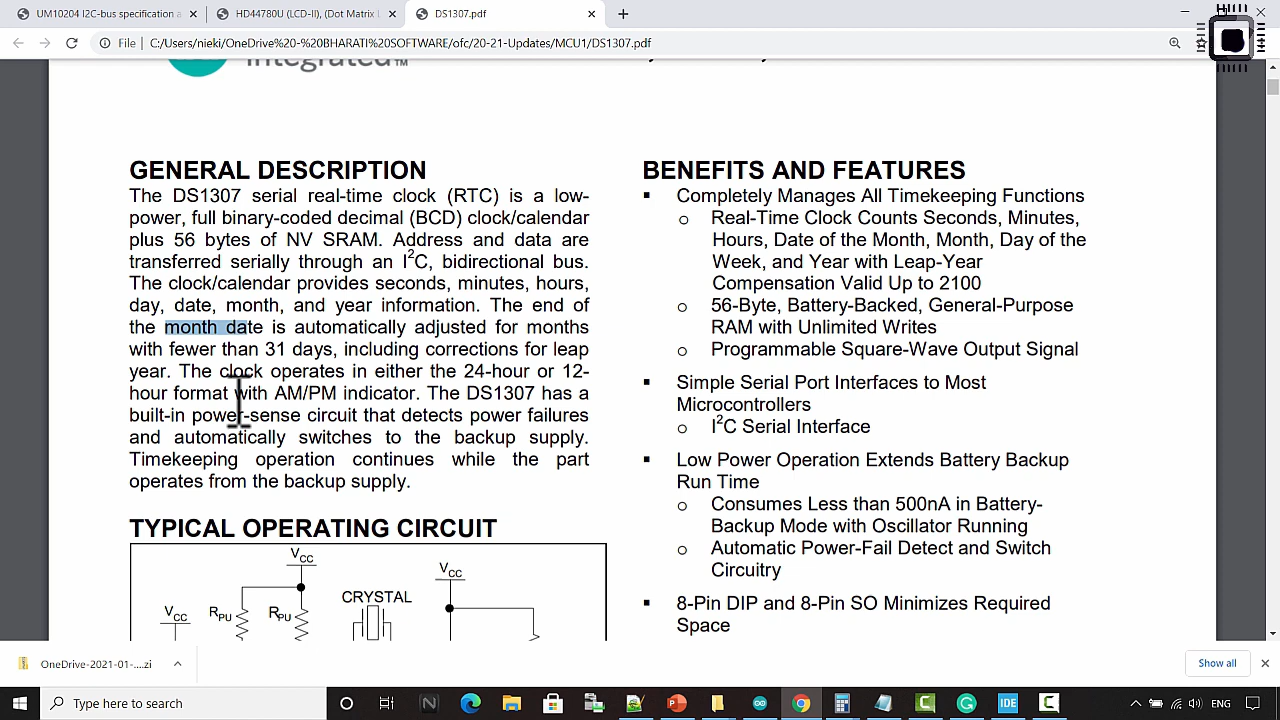 UM10204 I2C-bus specification a
HD44780U (LCD-II), (Dot Matrix L
DS1307.pdf
File
C:/Users/nieki/OneDrive%20-%20BHARATI%20SOFTWARE/ofc/20-21-Updates/MCU1/DS1307.pdf
integrated™
GENERAL DESCRIPTION
The DS1307 serial real-time clock (RTC) is a low-
power, full binary-coded decimal (BCD) clock/calendar
plus 56 bytes of NV SRAM. Address and data are
transferred serially through an I²C, bidirectional bus.
The clock/calendar provides seconds, minutes, hours,
day, date, month, and year information. The end of
the month date is automatically adjusted for months
with fewer than 31 days, including corrections for leap
year. The clock operates in either the 24-hour or 12-
hour format with AM/PM indicator. The DS1307 has a
built-in power-sense circuit that detects power failures
and automatically switches to the backup supply.
Timekeeping operation continues while the part
operates from the backup supply.
TYPICAL OPERATING CIRCUIT
VCC
VCC
CRYSTAL
VCC
RPU
RPU
BENEFITS AND FEATURES
▪ Completely Manages All Timekeeping Functions
o Real-Time Clock Counts Seconds, Minutes,
Hours, Date of the Month, Month, Day of the
Week, and Year with Leap-Year
Compensation Valid Up to 2100
o 56-Byte, Battery-Backed, General-Purpose
RAM with Unlimited Writes
o Programmable Square-Wave Output Signal
▪ Simple Serial Port Interfaces to Most
Microcontrollers
o I²C Serial Interface
▪ Low Power Operation Extends Battery Backup
Run Time
o Consumes Less than 500nA in Battery-
Backup Mode with Oscillator Running
o Automatic Power-Fail Detect and Switch
Circuitry
▪ 8-Pin DIP and 8-Pin SO Minimizes Required
Space
OneDrive-2021-01-....zi
Show all
Type here to search
IDE
ENG